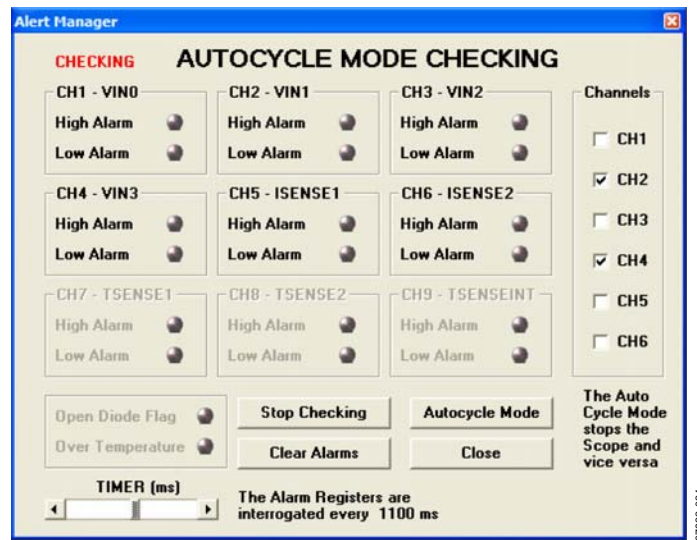 Alert Manager
CHECKING AUTOCYCLE MODE CHECKING
CH1 - VIN0
High Alarm
Low Alarm
CH2 - VIN1
High Alarm
Low Alarm
CH3 - VIN2
High Alarm
Low Alarm
CH4 - VIN3
High Alarm
Low Alarm
CH5 - ISENSE1
High Alarm
Low Alarm
CH6 - ISENSE2
High Alarm
Low Alarm
CH7 - TSENSE1
High Alarm
Low Alarm
CH8 - TSENSE2
High Alarm
Low Alarm
CH9 - TSENSEINT
High Alarm
Low Alarm
Channels
CH1
CH2
CH3
CH4
CH5
CH6
Open Diode Flag
Over Temperature
Stop Checking
Autocycle Mode
Clear Alarms
Close
The Auto
Cycle Mode
stops the
Scope and
vice versa
TIMER (ms)
The Alarm Registers are
interrogated every 1100 ms